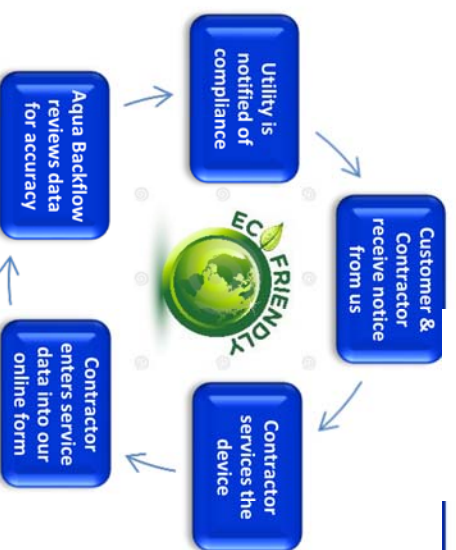 Customer &
Contractor
receive notice
from us
Contractor
services the
device
Contractor
enters service
data into our
online form
Aqua Backflow
reviews data
for accuracy
Utility is
notified of
compliance
ECO FRIENDLY